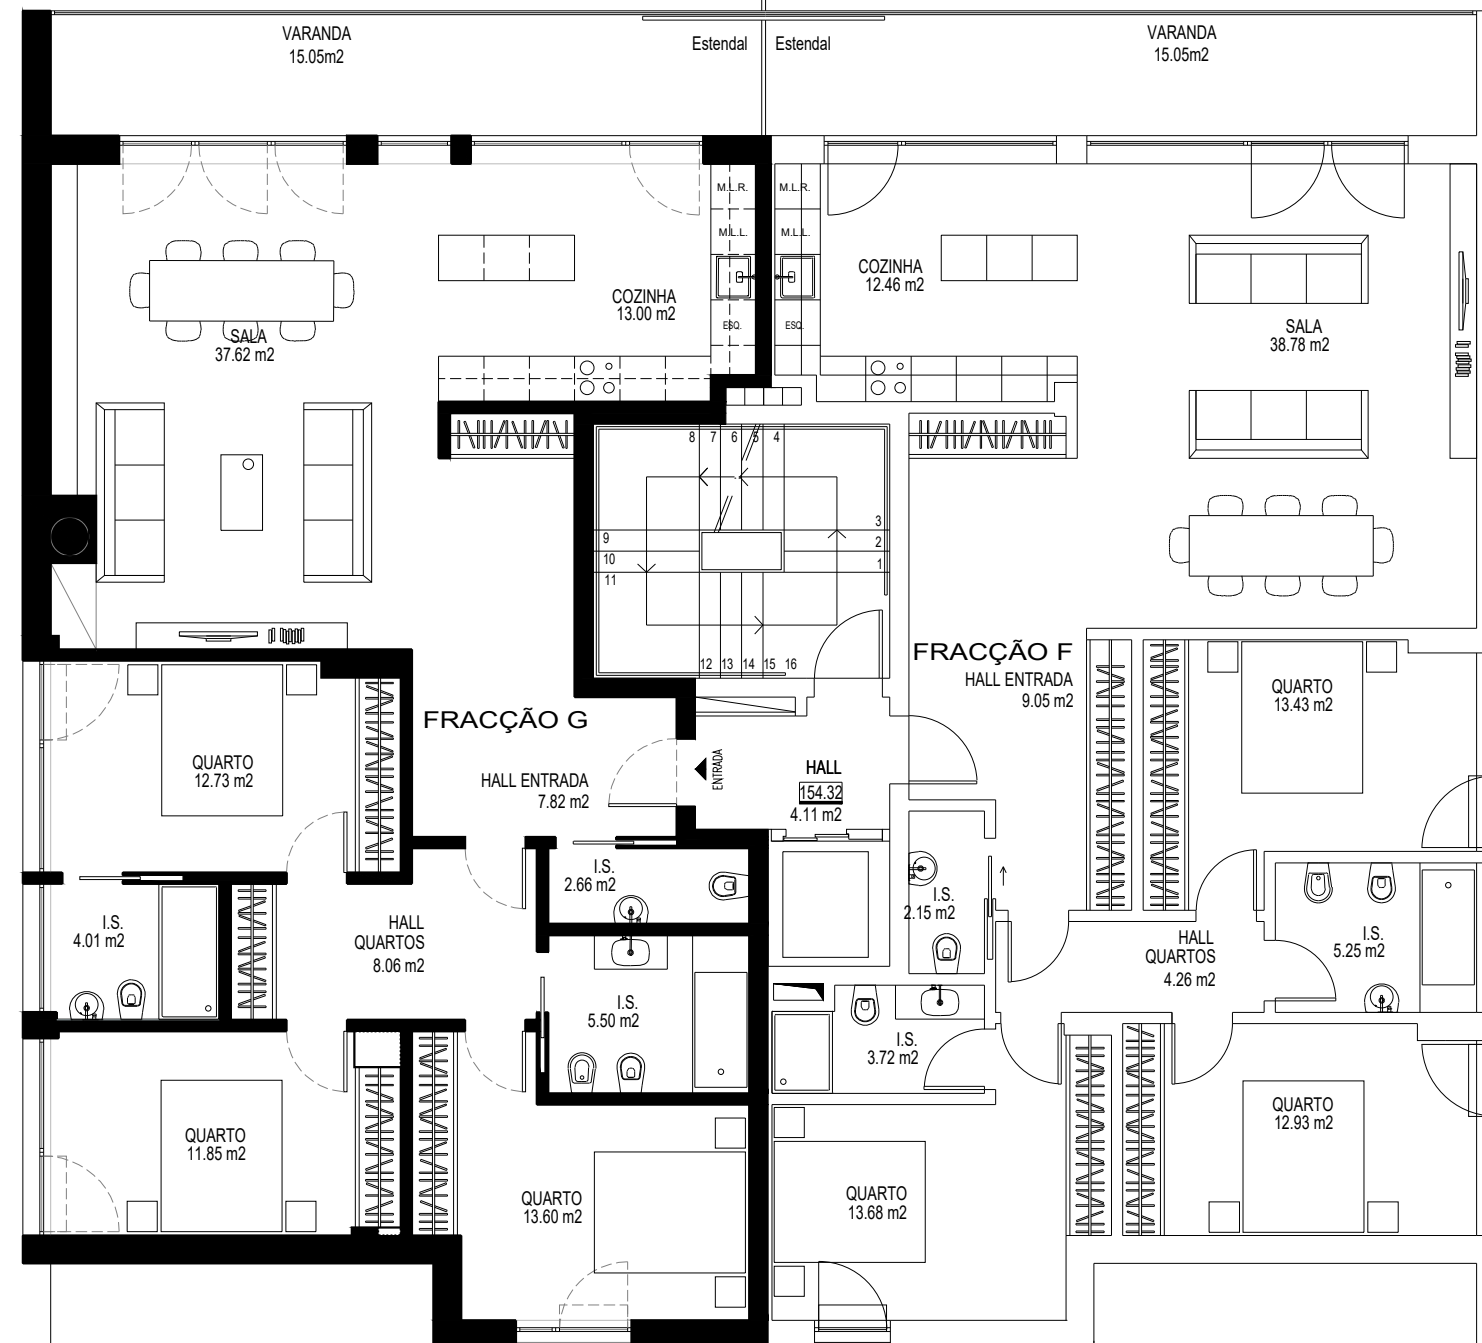 VARANDA
15.05m2
Estendal
Estendal
VARANDA
15.05m2
M.L.R.
M.L.L.
ESQ.
M.L.R.
M.L.L.
ESQ.
COZINHA
13.00 m2
SALA
37.62 m2
COZINHA
12.46 m2
SALA
38.78 m2
8 7 6 5 4
3
2
1
9
10
11
12 13 14 15 16
FRACÇÃO G
HALL ENTRADA
7.82 m2
ENTRADA
HALL
154.32
4.11 m2
FRACÇÃO F
HALL ENTRADA
9.05 m2
QUARTO
12.73 m2
QUARTO
13.43 m2
I.S.
2.66 m2
I.S.
4.01 m2
HALL
QUARTOS
8.06 m2
I.S.
2.15 m2
HALL
QUARTOS
4.26 m2
I.S.
5.25 m2
I.S.
5.50 m2
I.S.
3.72 m2
QUARTO
11.85 m2
QUARTO
13.60 m2
QUARTO
13.68 m2
QUARTO
12.93 m2